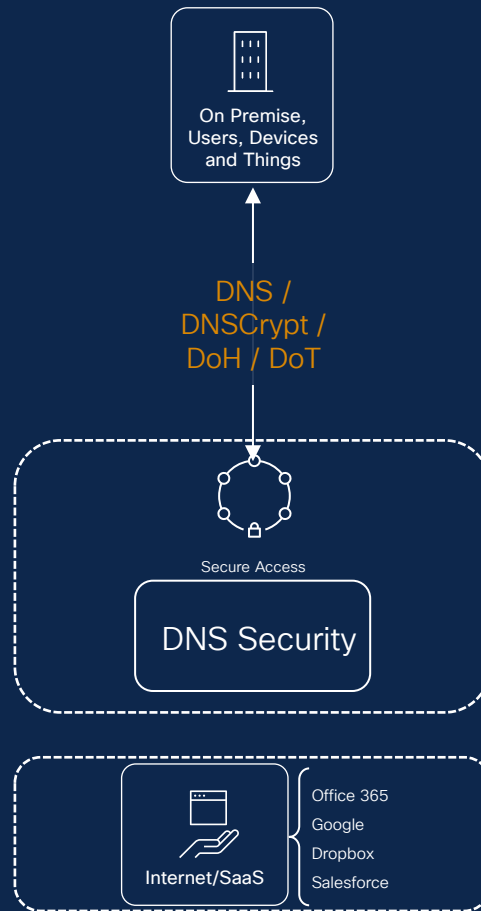 On Premise,
Users, Devices
and Things
DNS /
DNSCrypt /
DoH / DoT
Secure Access
DNS Security
Internet/SaaS
Office 365
Google
Dropbox
Salesforce